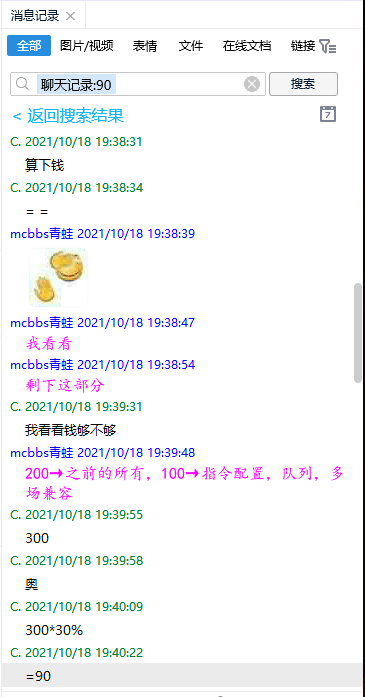 消息记录
全部 图片/视频 表情 文件 在线文档 链接
聊天记录:90 搜索
< 返回搜索结果 7
C. 2021/10/18 19:38:31
算下钱
C. 2021/10/18 19:38:34
= =
mcbbs青蛙 2021/10/18 19:38:39
mcbbs青蛙 2021/10/18 19:38:47
我看看
mcbbs青蛙 2021/10/18 19:38:54
剩下这部分
C. 2021/10/18 19:39:31
我看看钱够不够
mcbbs青蛙 2021/10/18 19:39:48
200→之前的所有，100→指令配置，队列，多
场兼容
C. 2021/10/18 19:39:55
300
C. 2021/10/18 19:39:58
奥
C. 2021/10/18 19:40:09
300*30%
C. 2021/10/18 19:40:22
=90